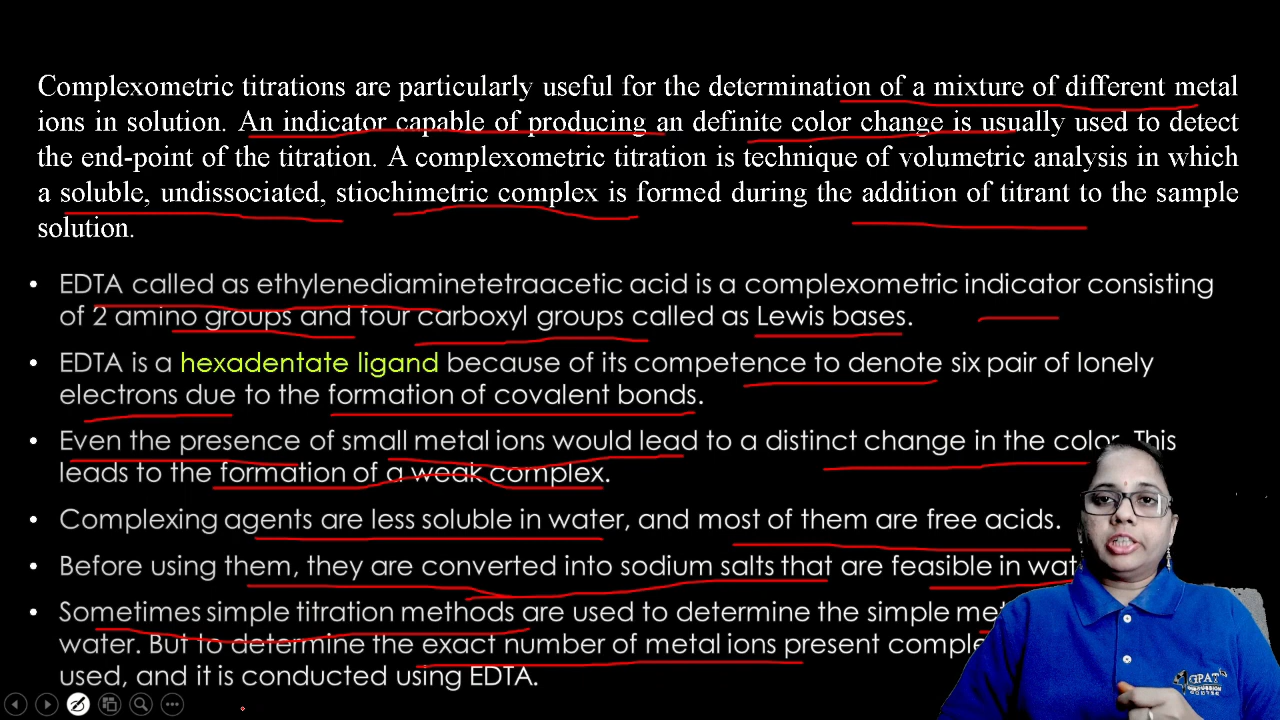 Complexometric titrations are particularly useful for the determination of a mixture of different metal
ions in solution. An indicator capable of producing an definite color change is usually used to detect
the end-point of the titration. A complexometric titration is technique of volumetric analysis in which
a soluble, undissociated, stiochimetric complex is formed during the addition of titrant to the sample
solution.
• EDTA called as ethylenediaminetetraacetic acid is a complexometric indicator consisting
of 2 amino groups and four carboxyl groups called as Lewis bases.
• EDTA is a hexadentate ligand because of its competence to denote six pair of lonely
electrons due to the formation of covalent bonds.
• Even the presence of small metal ions would lead to a distinct change in the color. This
leads to the formation of a weak complex.
• Complexing agents are less soluble in water, and most of them are free acids.
• Before using them, they are converted into sodium salts that are feasible in wat
• Sometimes simple titration methods are used to determine the simple met
water. But to determine the exact number of metal ions present comple
used, and it is conducted using EDTA.
GPAT
DISCUSSION
CENTER